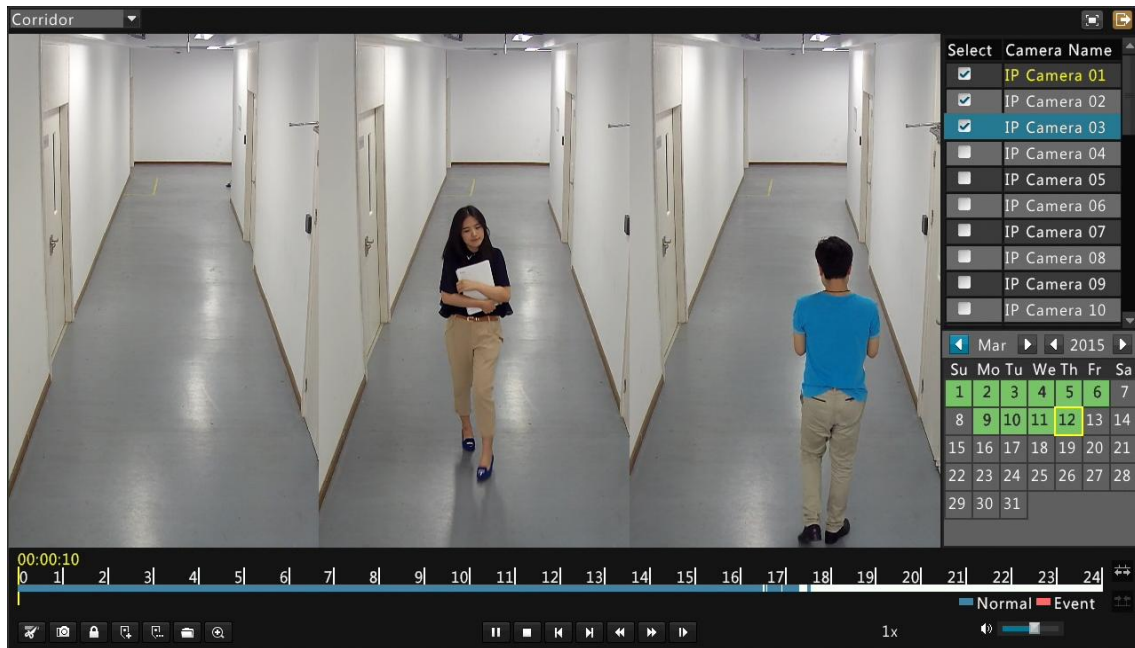 Corridor
Select Camera Name
IP Camera 01
IP Camera 02
IP Camera 03
IP Camera 04
IP Camera 05
IP Camera 06
IP Camera 07
IP Camera 08
IP Camera 09
IP Camera 10
Mar 2015
Su Mo Tu We Th Fr Sa
1 2 3 4 5 6 7
8 9 10 11 12 13 14
15 16 17 18 19 20 21
22 23 24 25 26 27 28
29 30 31
00:00:10
0 1 2 3 4 5 6 7 8 9 10 11 12 13 14 15 16 17 18 19 20 21 22 23 24
Normal Event
1x